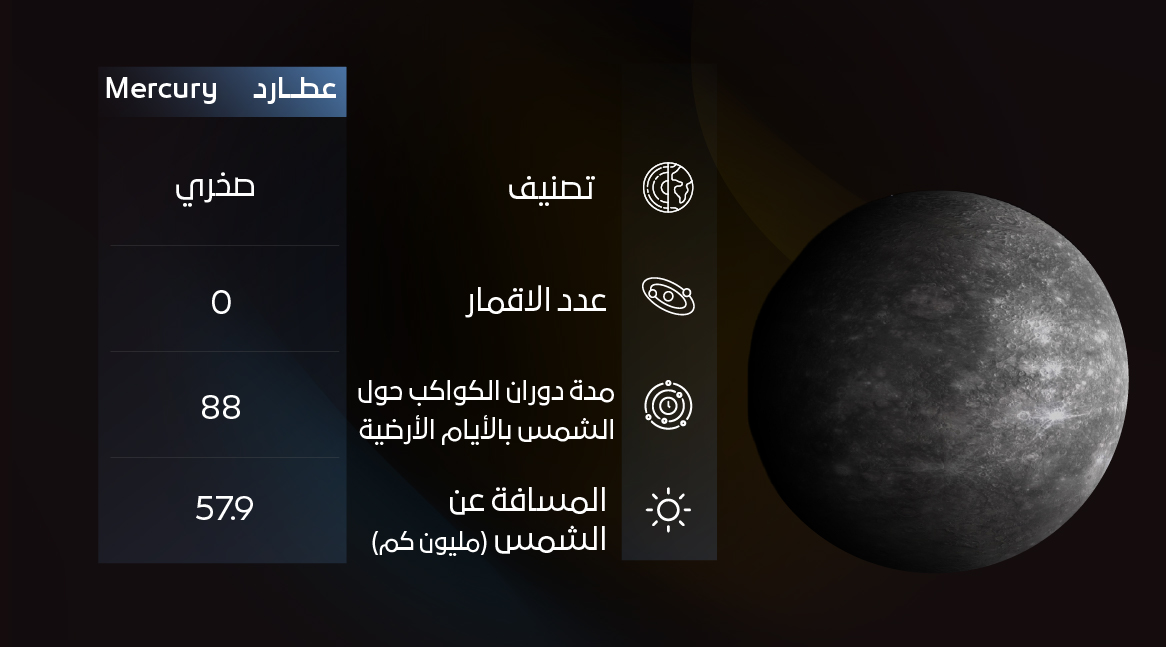 عطارد Mercury
تصنيف
صخري
عدد الاقمار
0
مدة دوران الكواكب حول
الشمس بالأيام الأرضية
88
المسافة عن
الشمس (مليون كم)
57.9